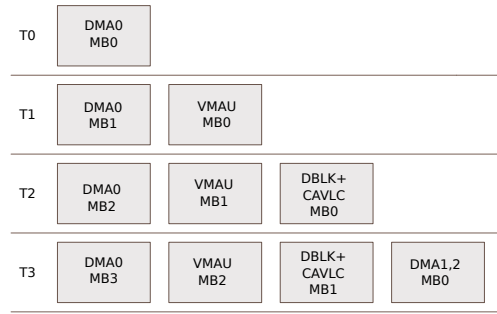 T0
DMA0
MB0
T1
DMA0
MB1
VMAU
MB0
T2
DMA0
MB2
VMAU
MB1
DBLK+
CAVLC
MB0
T3
DMA0
MB3
VMAU
MB2
DBLK+
CAVLC
MB1
DMA1,2
MB0